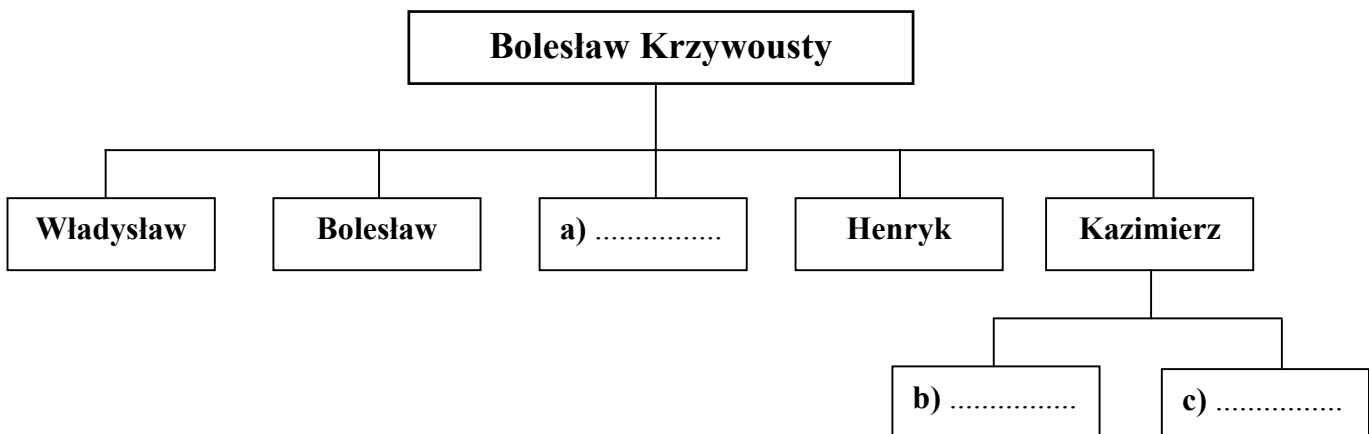 Bolesław Krzywousty
Władysław
Bolesław
a) ................
Henryk
Kazimierz
b) ................
c) ................